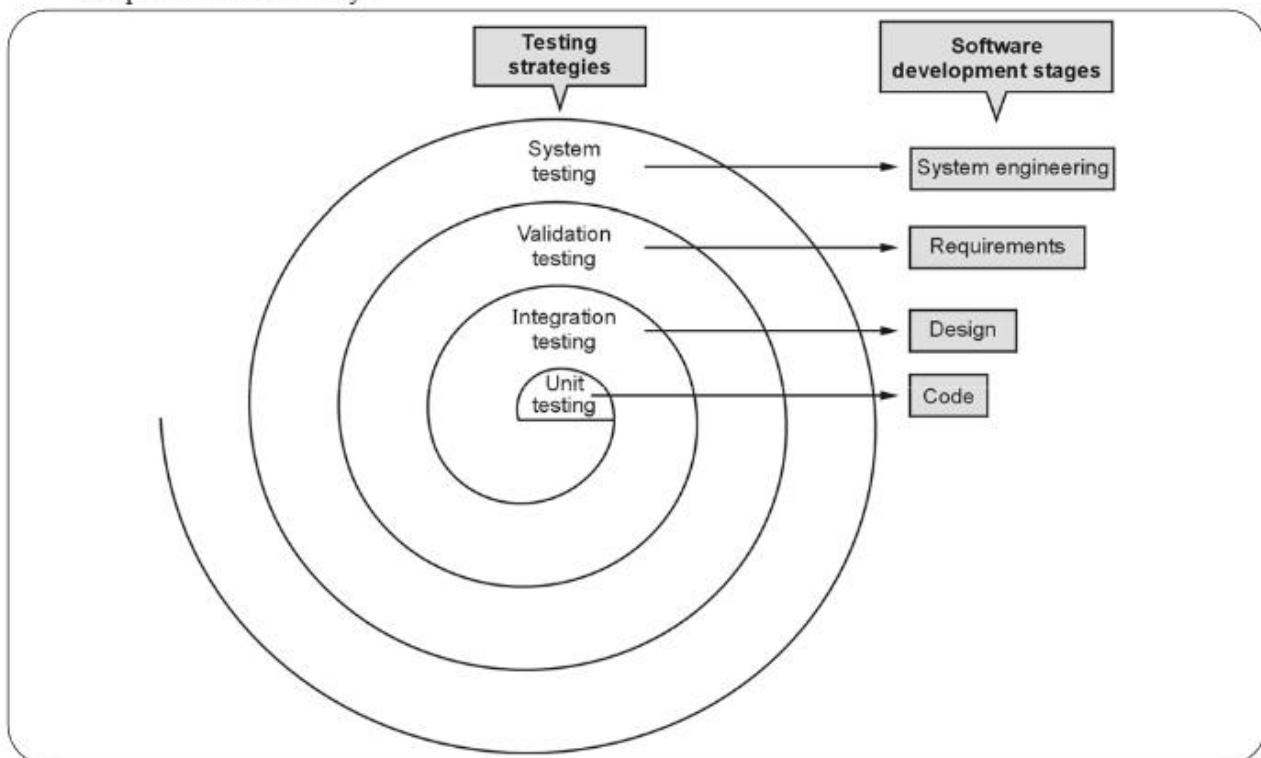 Testing
strategies
Software
development stages
System
testing
System engineering
Validation
testing
Requirements
Integration
testing
Design
Unit
testing
Code